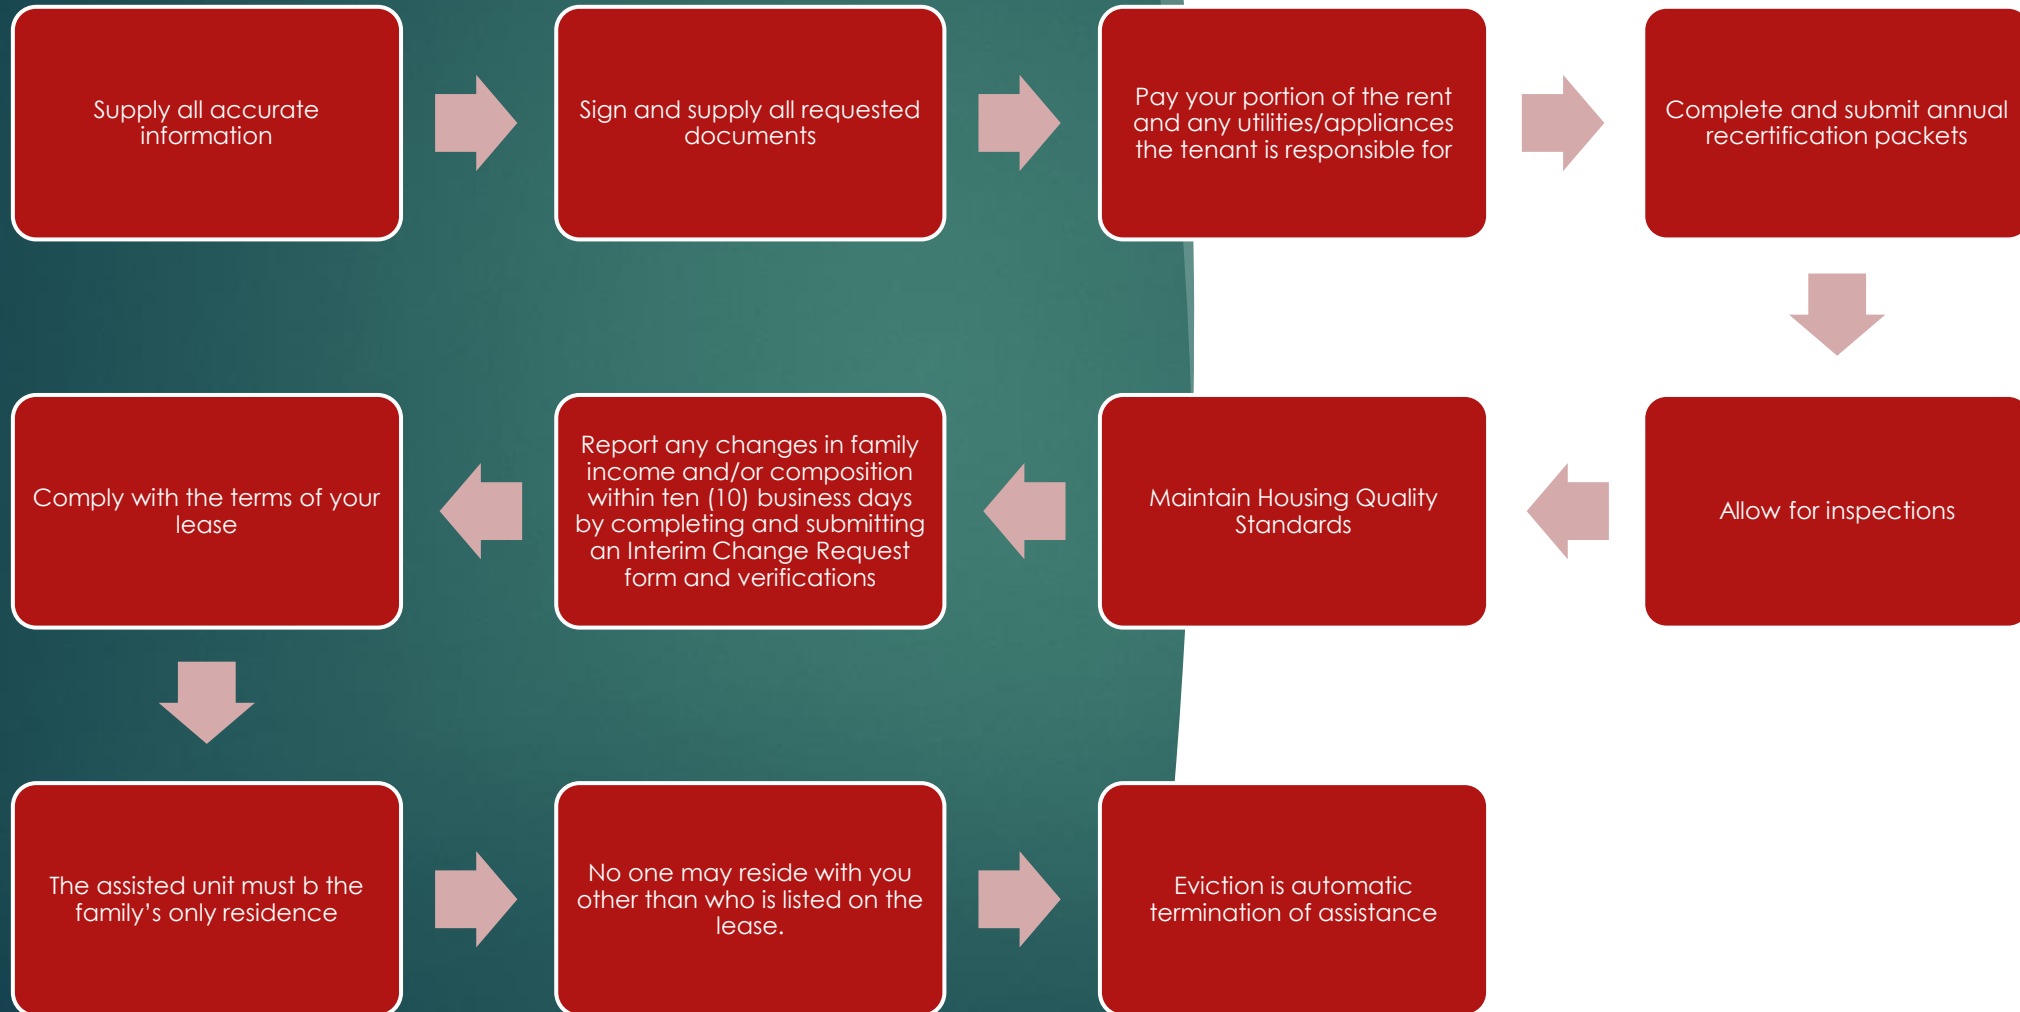 Supply all accurate
information
Sign and supply all requested
documents
Pay your portion of the rent
and any utilities/appliances
the tenant is responsible for
Complete and submit annual
recertification packets
Allow for inspections
Maintain Housing Quality
Standards
Report any changes in family
income and/or composition
within ten (10) business days
by completing and submitting
an Interim Change Request
form and verifications
Comply with the terms of your
lease
The assisted unit must b the
family’s only residence
No one may reside with you
other than who is listed on the
lease.
Eviction is automatic
termination of assistance